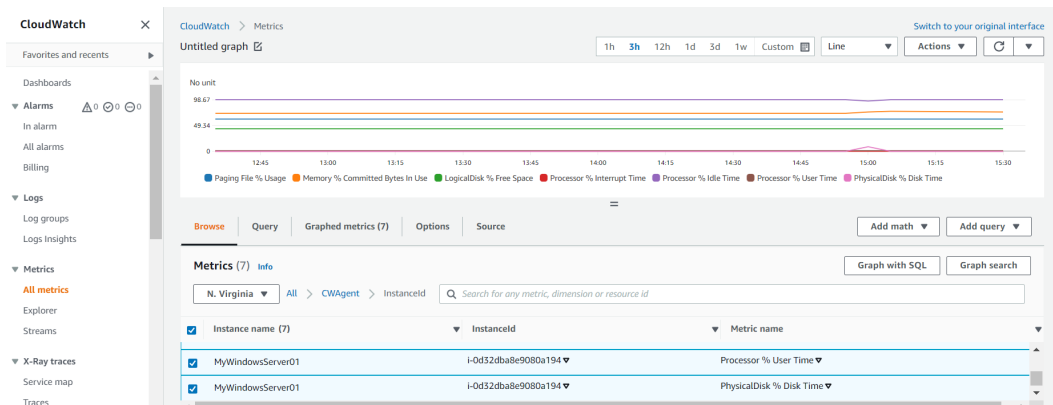 CloudWatch
Favorites and recents
Dashboards
Alarms 0 0 0
In alarm
All alarms
Billing
Logs
Log groups
Logs Insights
Metrics
All metrics
Explorer
Streams
X-Ray traces
Service map
Traces
CloudWatch > Metrics
Switch to your original interface
Untitled graph
1h 3h 12h 1d 3d 1w Custom Line Actions
No unit
98.67
49.34
0
12:45 13:00 13:15 13:30 13:45 14:00 14:15 14:30 14:45 15:00 15:15 15:30
Paging File % Usage Memory % Committed Bytes In Use LogicalDisk % Free Space Processor % Interrupt Time Processor % Idle Time Processor % User Time PhysicalDisk % Disk Time
Browse Query Graphed metrics (7) Options Source Add math Add query
Metrics (7) Info Graph with SQL Graph search
N. Virginia All > CWAgent > InstanceId Search for any metric, dimension or resource id
Instance name (7) InstanceId Metric name
MyWindowsServer01 i-0d32dba8e9080a194 Processor % User Time
MyWindowsServer01 i-0d32dba8e9080a194 PhysicalDisk % Disk Time